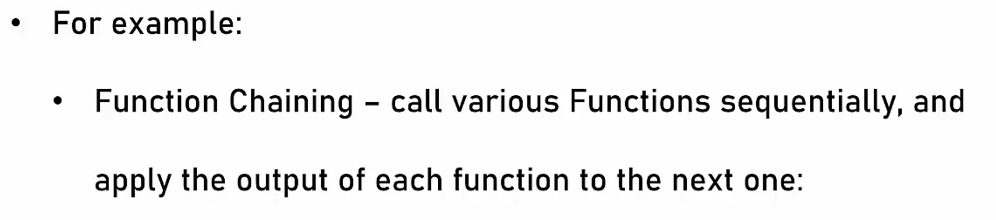 • For example:
• Function Chaining – call various Functions sequentially, and
apply the output of each function to the next one: